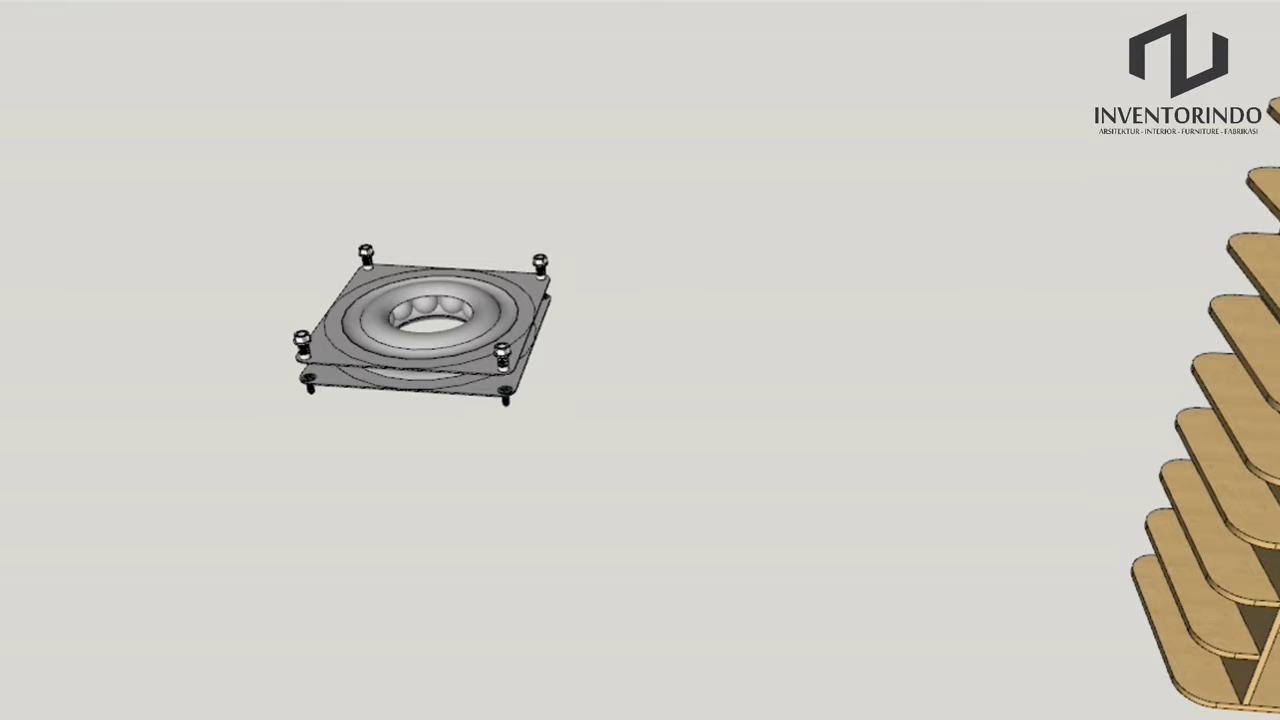 INVENTORINDO
ARSITEKTUR - INTERIOR - FURNITURE - FABRIKASI